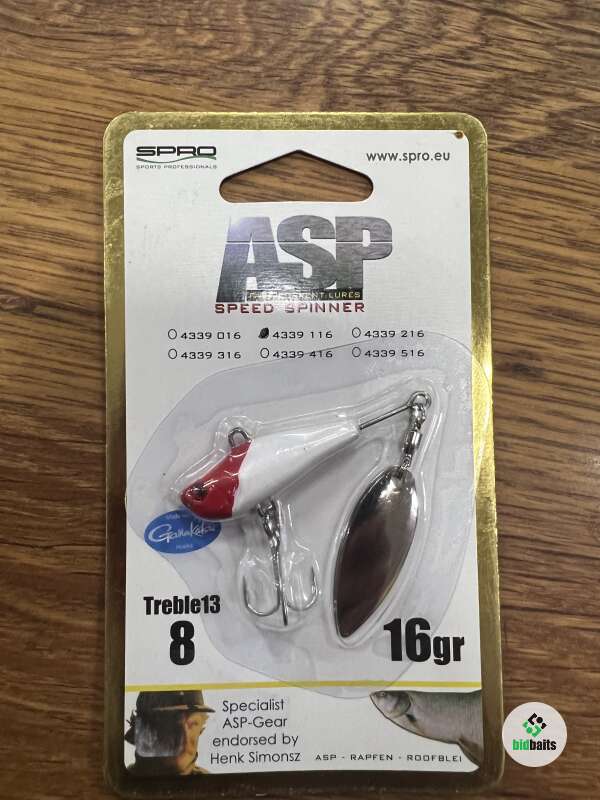 SPRO
SPORTS PROFESSIONALS
www.spro.eu
ASP
SPEED SPINNER
4339 016 4339 116 4339 216
4339 316 4339 416 4339 516
Gamakatsu
Treble13
8
16gr
Specialist
ASP-Gear
endorsed by
Henk Simonsz
ASP - RAPFEN - ROOFBLEI
bidbaits